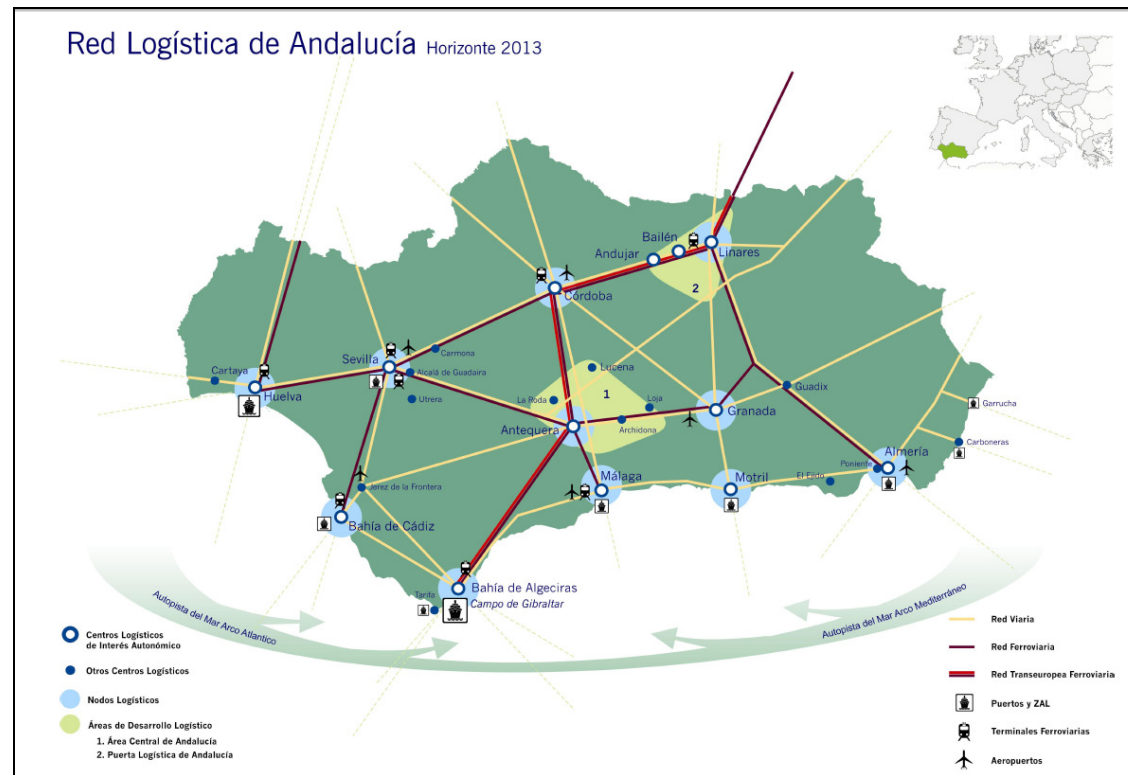 Red Logística de Andalucía Horizonte 2013
Bailén
Andujar
Linares
2
Córdoba
Sevilla
Carmona
Cartaya
Alcalá de Guadaira
Lucena
Huelva
Utrera
La Roda
1
Loja
Guadix
Granada
Garrucha
Antequera
Archidona
Carboneras
Almería
Málaga
Motril
Poniente
El Ejido
Jerez de la Frontera
Bahía de Cádiz
Bahía de Algeciras
Tarifa
Campo de Gibraltar
Autopista del Mar Arco Atlantico
Autopista del Mar Arco Mediterráneo
Centros Logísticos
de Interés Autonómico
Otros Centros Logísticos
Nodos Logísticos
Áreas de Desarrollo Logístico
1. Área Central de Andalucía
2. Puerta Logística de Andalucía
Red Viaria
Red Ferroviaria
Red Transeuropea Ferroviaria
Puertos y ZAL
Terminales Ferroviarias
Aeropuertos